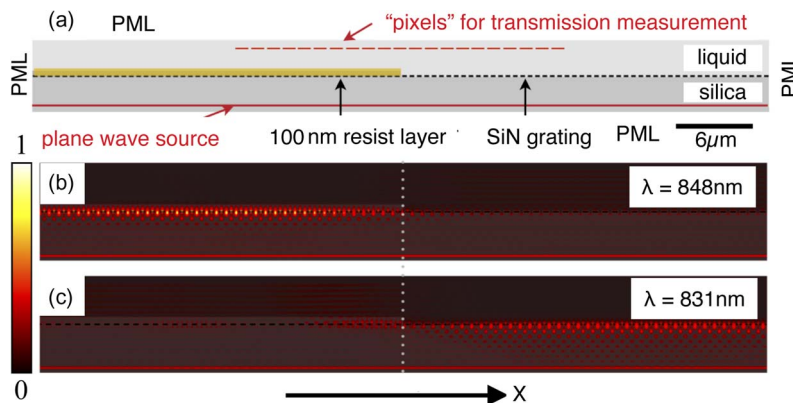 (a)
PML
"pixels" for transmission measurement
PML
liquid
PML
silica
plane wave source
100 nm resist layer
SiN grating
PML
6µm
1
(b)
λ = 848nm
(c)
λ = 831nm
0
X